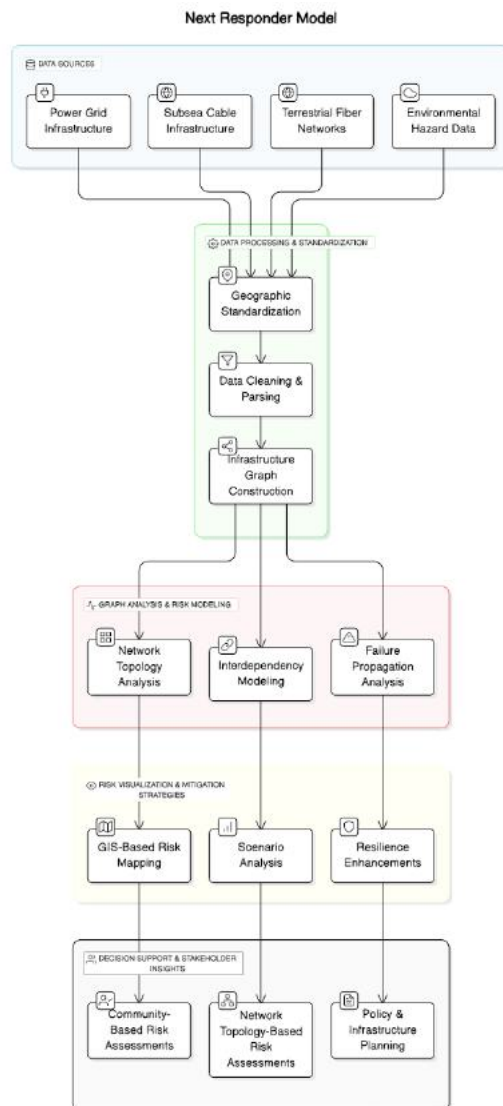 Next Responder Model
DATA SOURCES
Power Grid
Infrastructure
Subsea Cable
Infrastructure
Terrestrial Fiber
Networks
Environmental
Hazard Data
DATA PROCESSING & STANDARDIZATION
Geographic
Standardization
Data Cleaning &
Parsing
Infrastructure
Graph
Construction
GRAPH ANALYSIS & RISK MODELING
Network
Topology
Analysis
Interdependency
Modeling
Failure
Propagation
Analysis
RISK VISUALIZATION & MITIGATION
STRATEGIES
GIS-Based Risk
Mapping
Scenario
Analysis
Resilience
Enhancements
DECISION SUPPORT & STAKEHOLDER
INSIGHTS
Community-
Based Risk
Assessments
Network
Topology-Based
Risk
Assessments
Policy &
Infrastructure
Planning